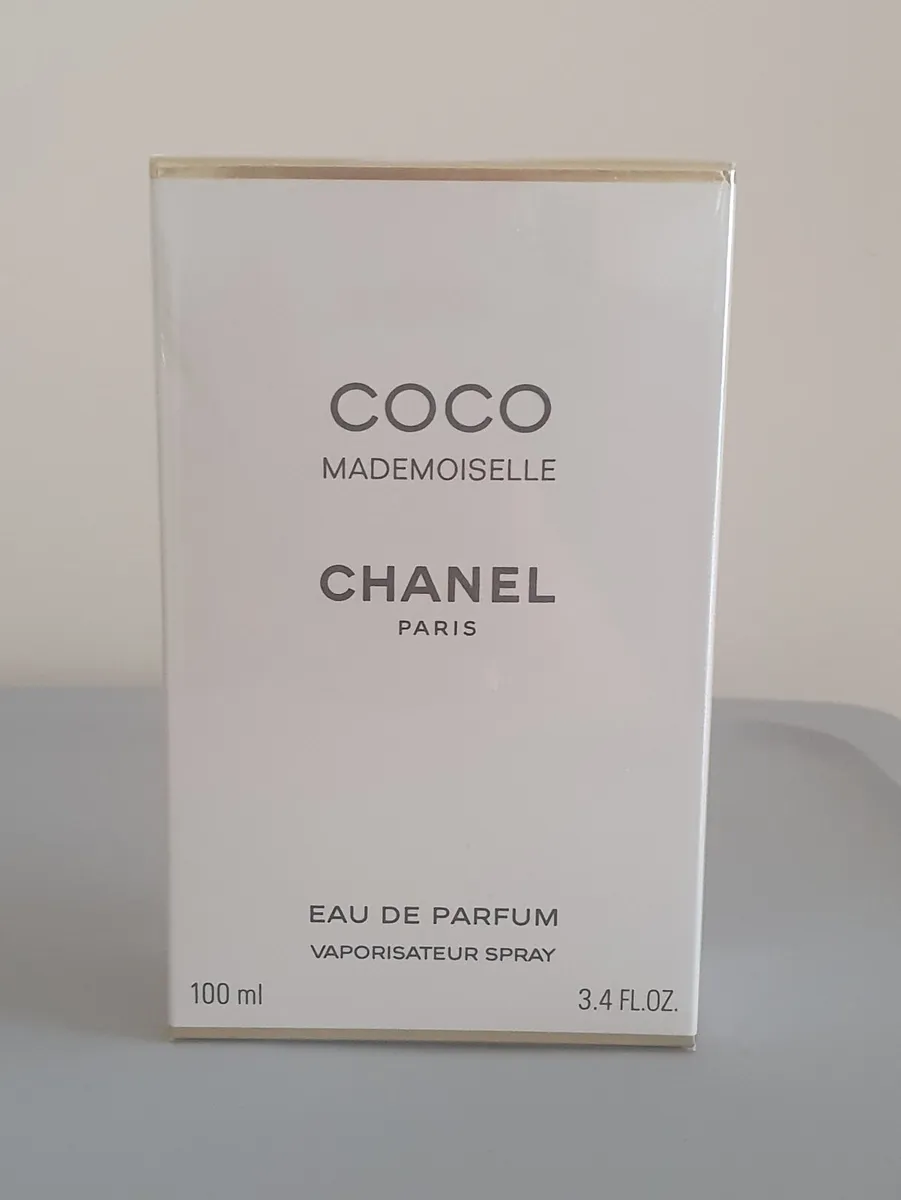 COCO
MADEMOISELLE
CHANEL
PARIS
EAU DE PARFUM
VAPORISATEUR SPRAY
100 ml 3.4 FL.OZ.